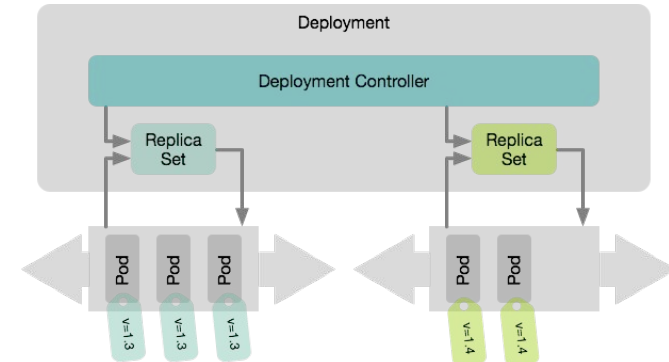 Deployment
Deployment Controller
Replica
Set
Replica
Set
Pod
Pod
Pod
Pod
Pod
v=1.3
v=1.3
v=1.3
v=1.4
v=1.4